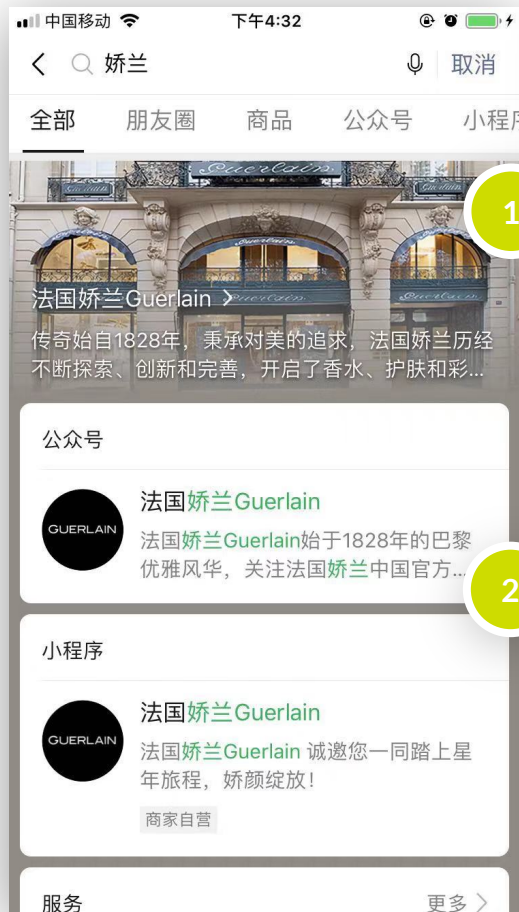 中国移动
下午4:32
娇兰
取消
全部 朋友圈 商品 公众号 小程序
Guerlain
Guerlain
Guerlain
1
法国娇兰Guerlain >
传奇始自1828年，秉承对美的追求，法国娇兰历经
不断探索、创新和完善，开启了香水、护肤和彩...
公众号
GUERLAIN
法国娇兰Guerlain
法国娇兰Guerlain始于1828年的巴黎
优雅风华，关注法国娇兰中国官方...
2
小程序
GUERLAIN
法国娇兰Guerlain
法国娇兰Guerlain 诚邀您一同踏上星
年旅程，娇颜绽放！
商家自营
服务
更多 >